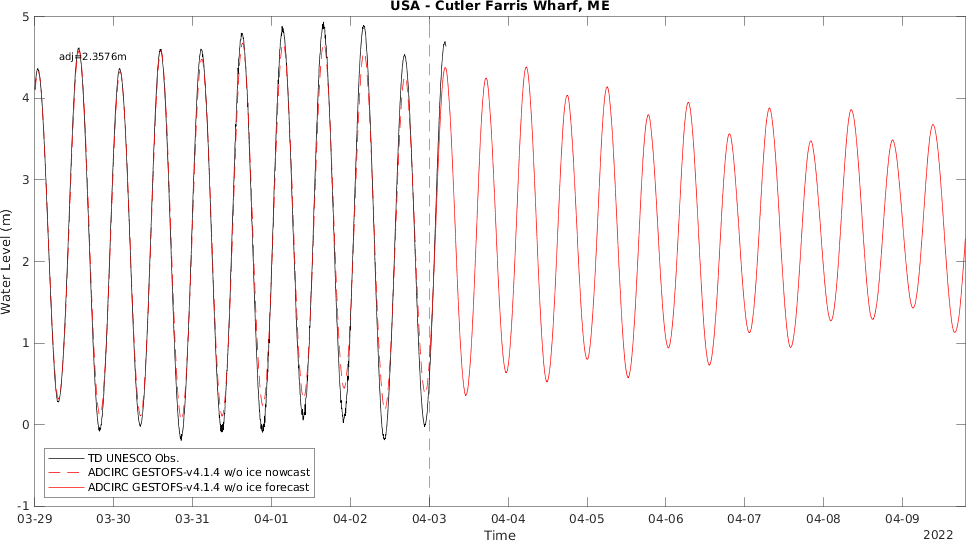 USA - Cutler Farris Wharf, ME
adj=2.3576m
5
4
3
2
1
0
-1
Water Level (m)
TD UNESCO Obs.
ADCIRC GESTOFS-v4.1.4 w/o ice nowcast
ADCIRC GESTOFS-v4.1.4 w/o ice forecast
03-29 03-30 03-31 04-01 04-02 04-03 04-04 04-05 04-06 04-07 04-08 04-09
Time
2022